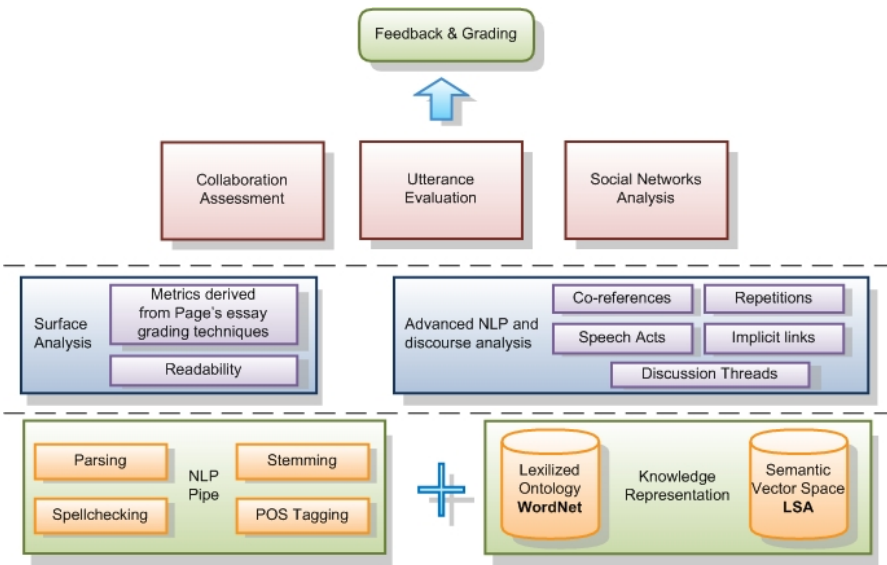 Feedback & Grading
Collaboration
Assessment
Utterance
Evaluation
Social Networks
Analysis
Surface
Analysis
Metrics derived
from Page's essay
grading techniques
Readability
Advanced NLP and
discourse analysis
Co-references
Repetitions
Speech Acts
Implicit links
Discussion Threads
Parsing
Stemming
NLP
Pipe
Spellchecking
POS Tagging
Lexilized
Ontology
WordNet
Knowledge
Representation
Semantic
Vector Space
LSA